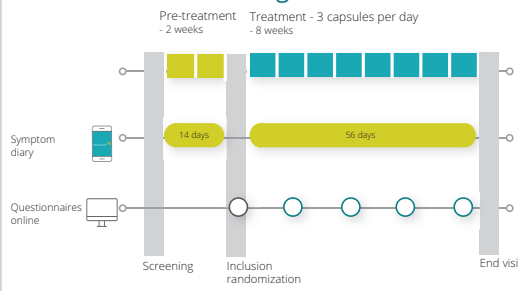 Pre-treatment
- 2 weeks
Treatment - 3 capsules per day
- 8 weeks
Symptom
diary
14 days
56 days
Questionnaires
online
Screening
Inclusion
randomization
End visi